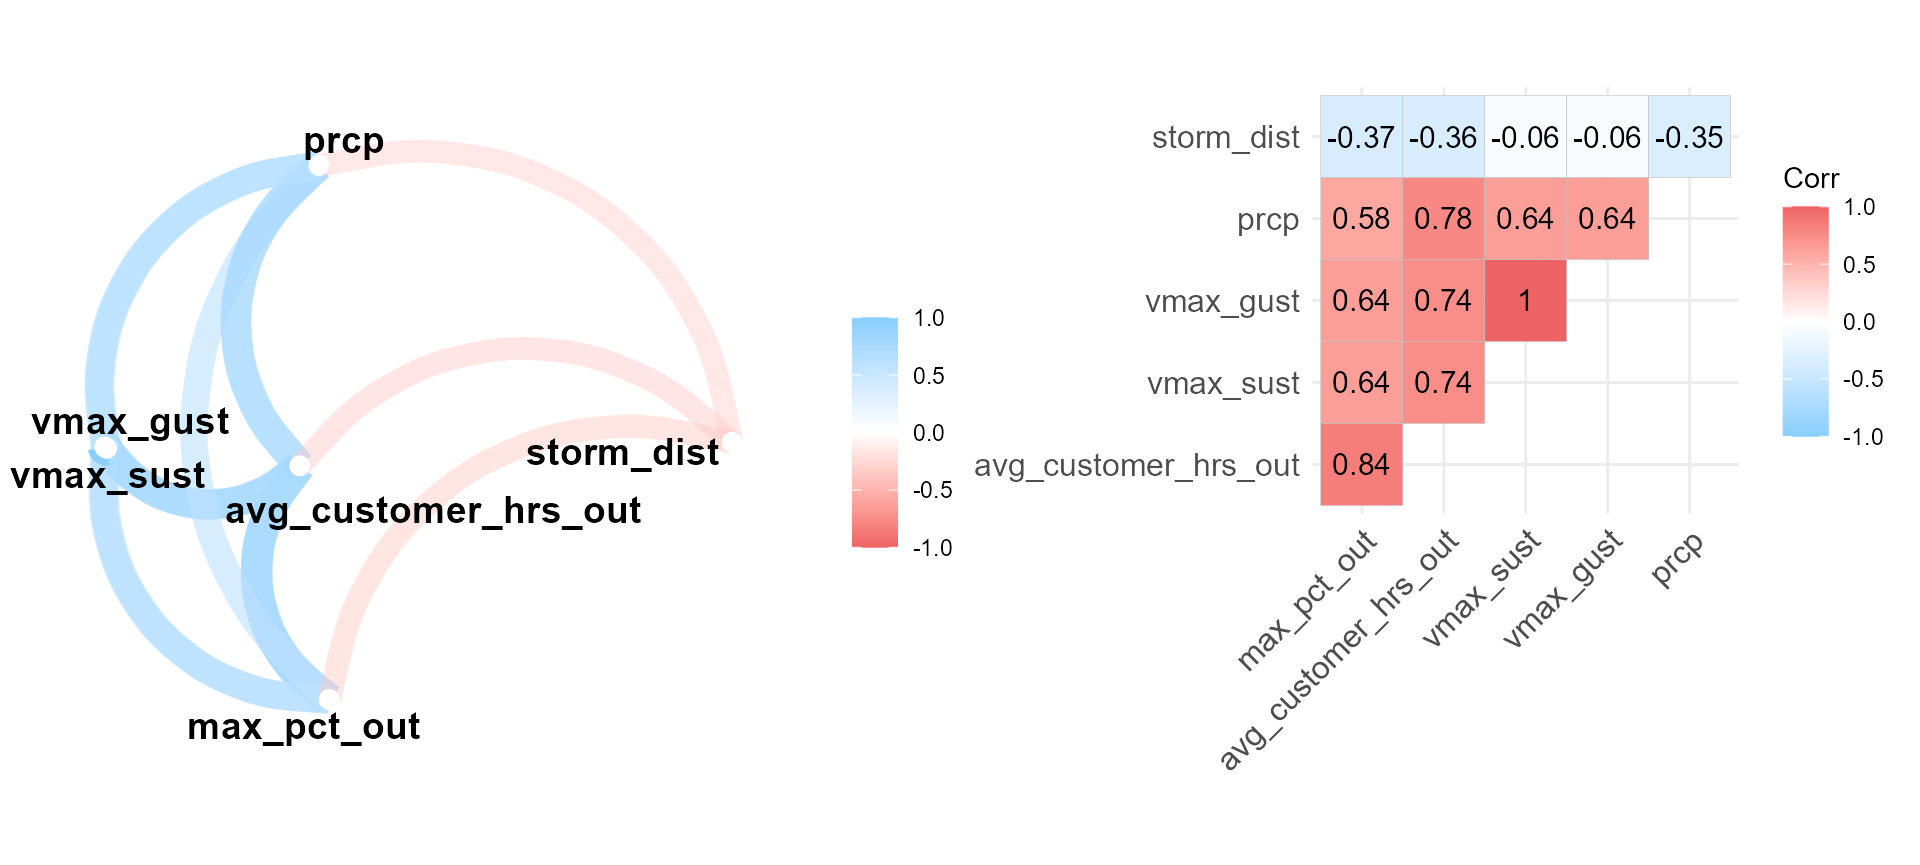 prcp
vmax_gust
vmax_sust
storm_dist
avg_customer_hrs_out
max_pct_out
1.0
0.5
0.0
-0.5
-1.0
storm_dist
-0.37 -0.36 -0.06 -0.06 -0.35
prcp
0.58 0.78 0.64 0.64
vmax_gust
0.64 0.74 1
vmax_sust
0.64 0.74
avg_customer_hrs_out
0.84
max_pct_out
avg_customer_hrs_out
vmax_sust
vmax_gust
prcp
Corr
1.0
0.5
0.0
-0.5
-1.0